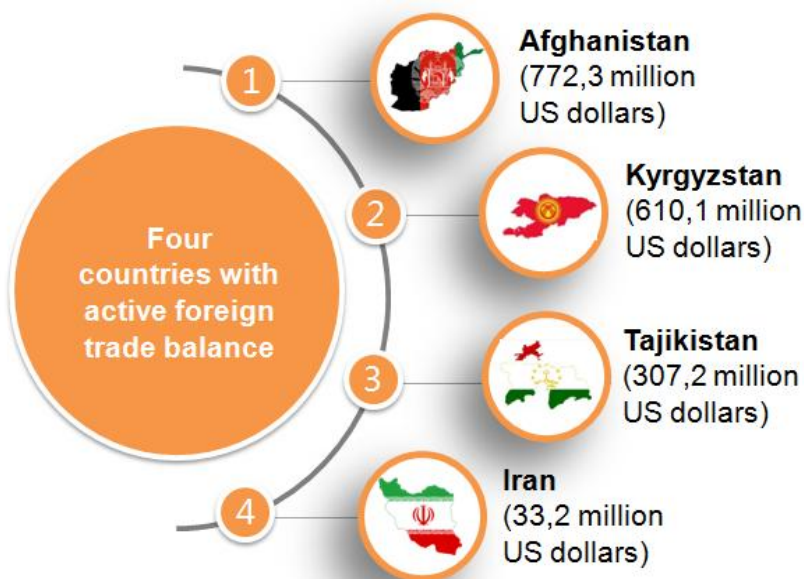 Four
countries with
active foreign
trade balance
1
Afghanistan
(772,3 million
US dollars)
2
Kyrgyzstan
(610,1 million
US dollars)
3
Tajikistan
(307,2 million
US dollars)
4
Iran
(33,2 million
US dollars)